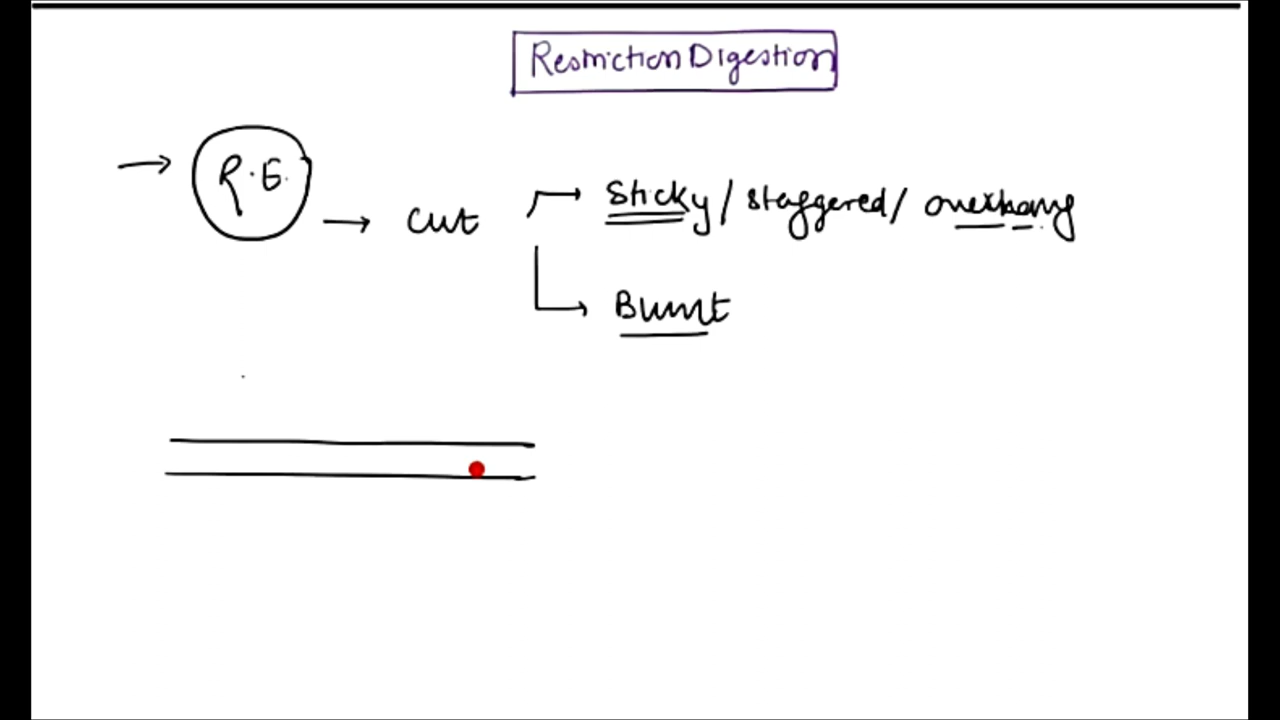 Restriction Digestion
→ R.E.
→ cut → Sticky / staggered / overhang
→ Blunt